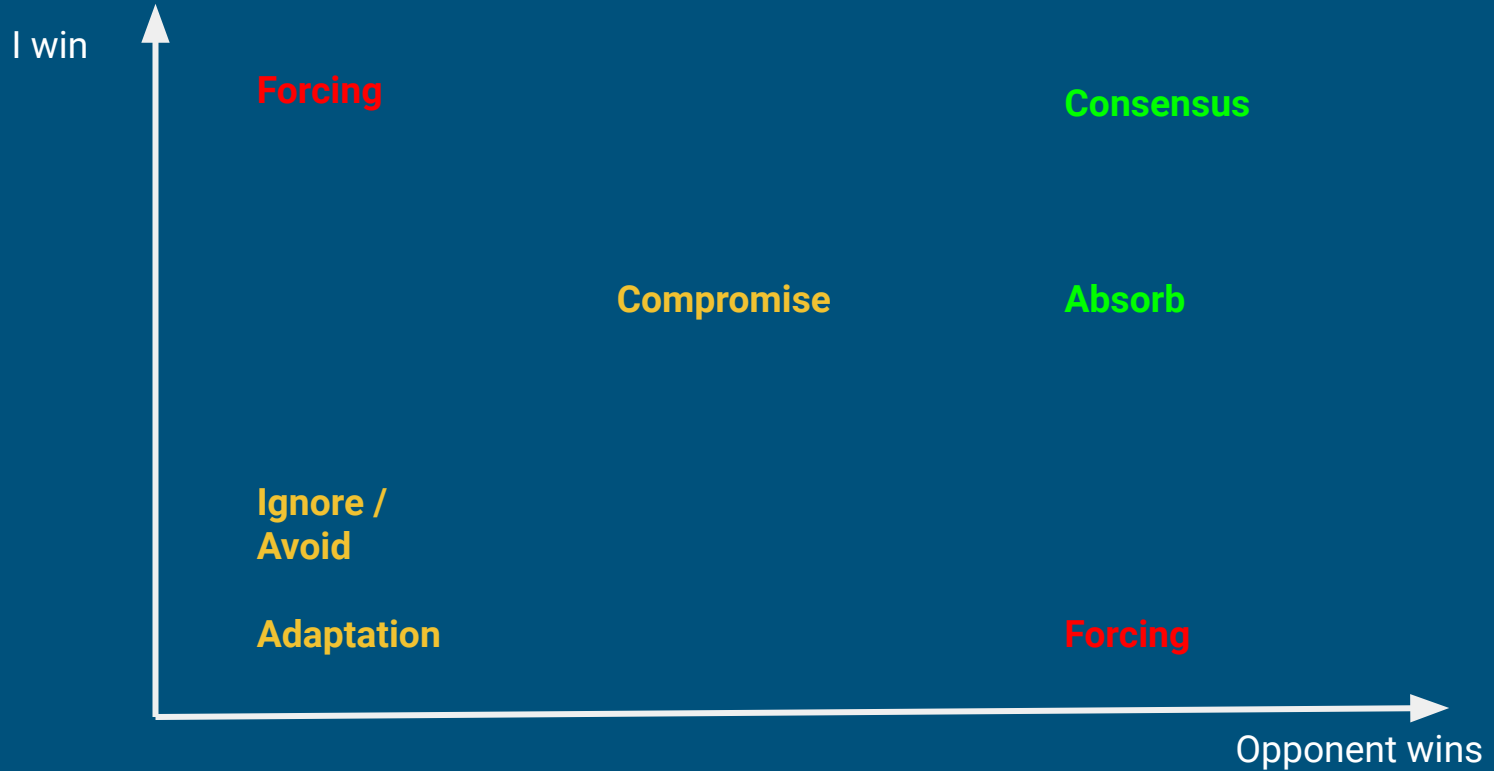 I win
Forcing
Consensus
Compromise
Absorb
Ignore /
Avoid
Adaptation
Forcing
Opponent wins